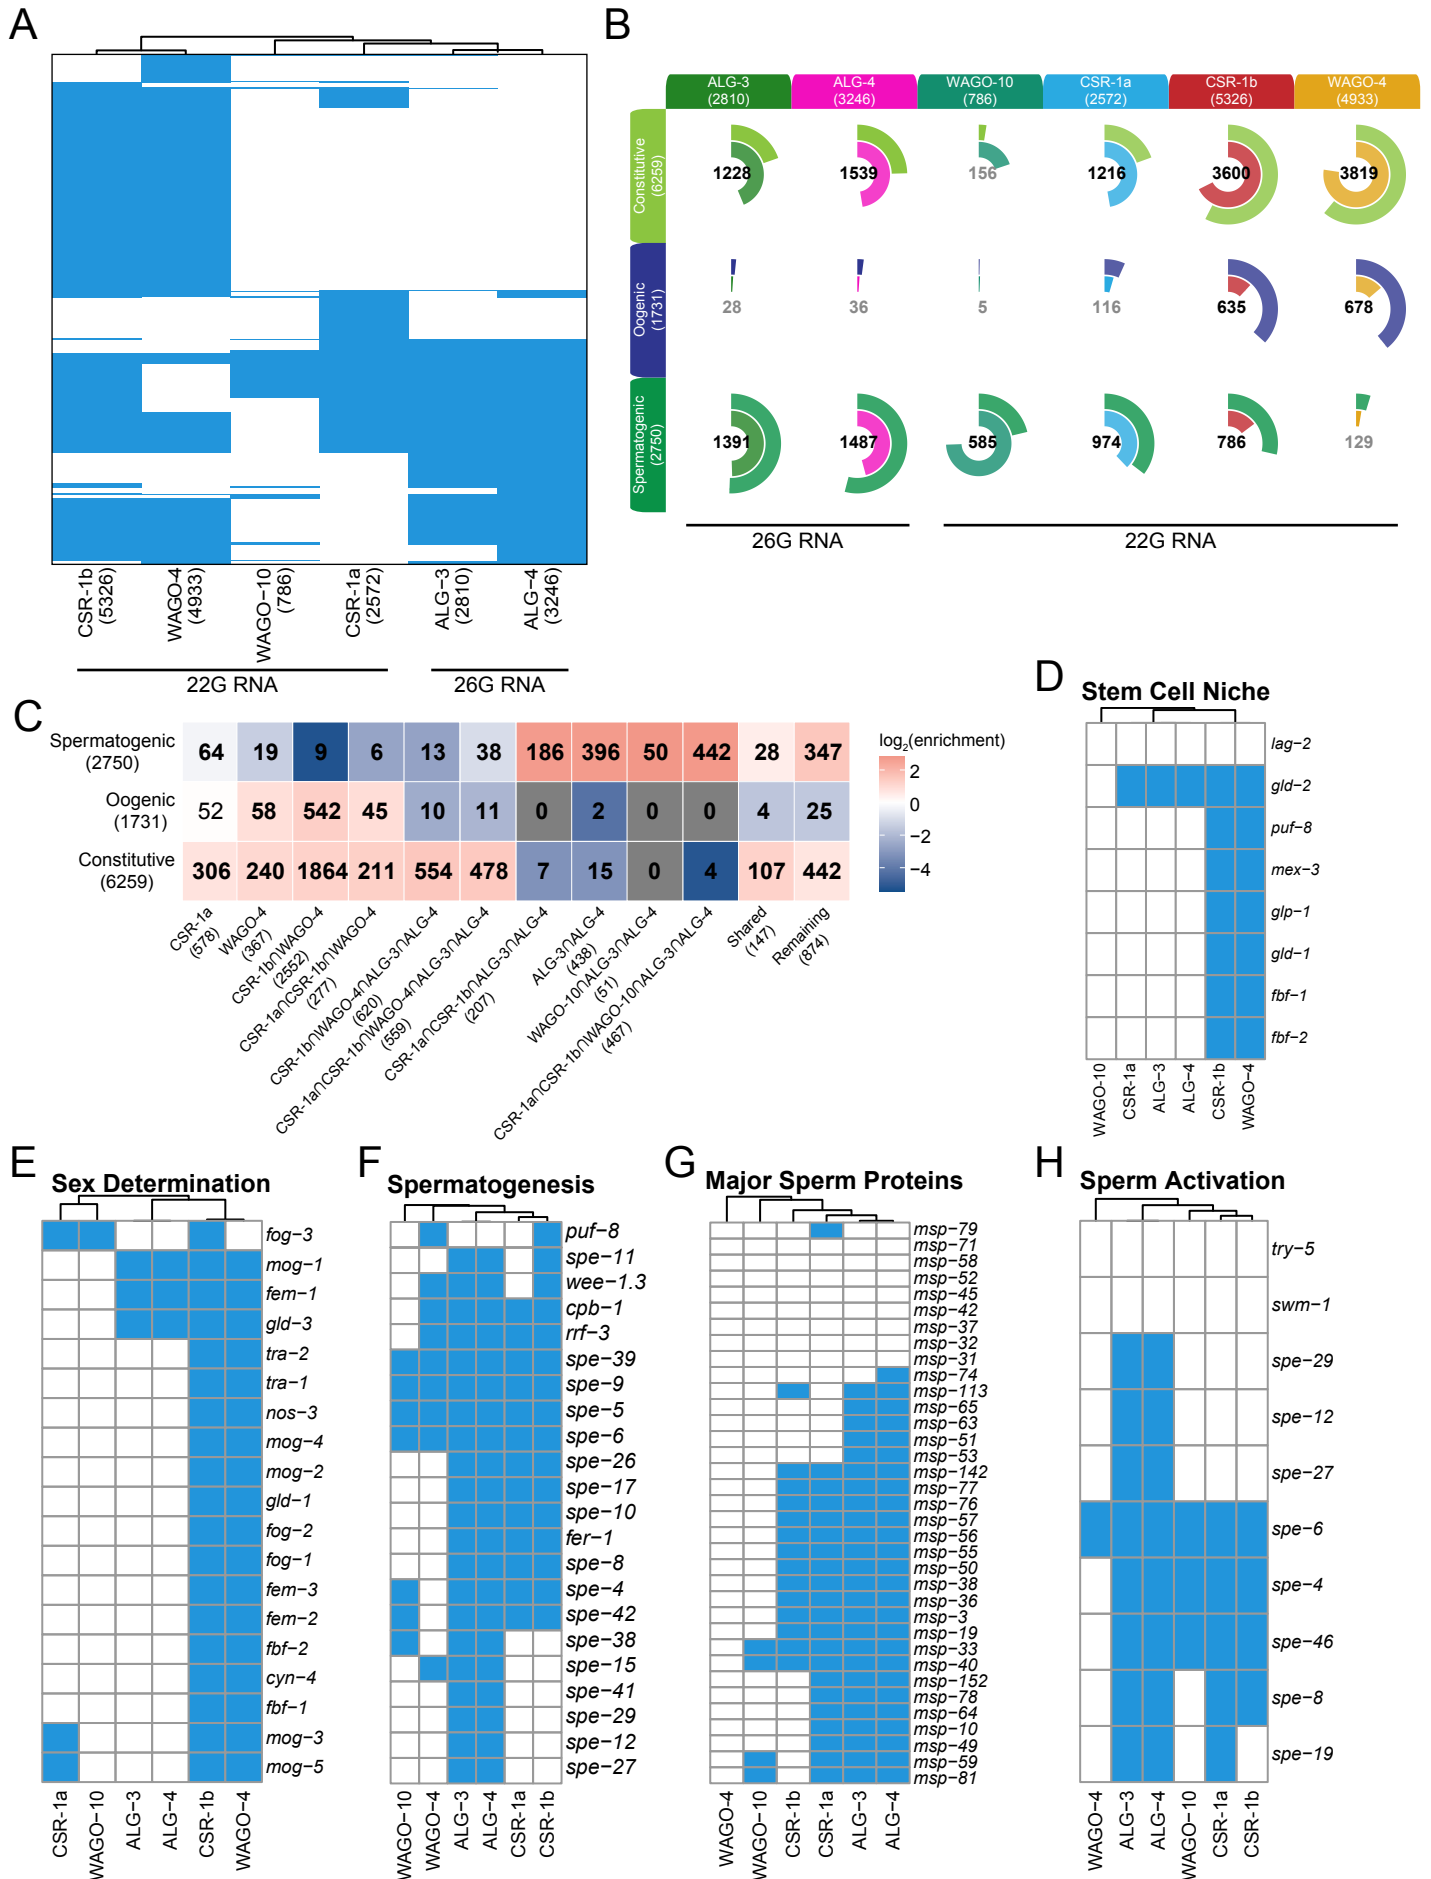 A
CSR-1b
(5326)
WAGO-4
(4933)
WAGO-10
(786)
CSR-1a
(2572)
ALG-3
(2810)
ALG-4
(3246)
22G RNA
26G RNA
B
ALG-3
(2810)
ALG-4
(3246)
WAGO-10
(786)
CSR-1a
(2572)
CSR-1b
(5326)
WAGO-4
(4933)
Constitutive
(6259)
1228
1539
156
1216
3600
3819
Oogenic
(1731)
28
36
5
116
635
678
Spermatogenic
(2750)
1391
1487
585
974
786
129
26G RNA
22G RNA
C
Spermatogenic
(2750)
64 19 9 6 13 38 186 396 50 442 28 347
Oogenic
(1731)
52 58 542 45 10 11 0 2 0 0 4 25
Constitutive
(6259)
306 240 1864 211 554 478 7 15 0 4 107 442
CSR-1a
(578)
WAGO-4
(367)
CSR-1b∩WAGO-4
(2552)
CSR-1a∩CSR-1b∩WAGO-4
(277)
CSR-1b∩WAGO-4∩ALG-3∩ALG-4
(620)
CSR-1a∩CSR-1b∩WAGO-4∩ALG-3∩ALG-4
(559)
CSR-1a∩CSR-1b∩ALG-3∩ALG-4
(207)
ALG-3∩ALG-4
(438)
WAGO-10∩ALG-3∩ALG-4
(51)
CSR-1a∩CSR-1b∩WAGO-10∩ALG-3∩ALG-4
(467)
Shared
(147)
Remaining
(874)
log2(enrichment)
2
0
−2
−4
D
Stem Cell Niche
lag-2
gld-2
puf-8
mex-3
glp-1
gld-1
fbf-1
fbf-2
WAGO-10
CSR-1a
ALG-3
ALG-4
CSR-1b
WAGO-4
E
Sex Determination
fog−3
mog−1
fem−1
gld−3
tra−2
tra−1
nos−3
mog−4
mog−2
gld−1
fog−2
fog−1
fem−3
fem−2
fbf−2
cyn−4
fbf−1
mog−3
mog−5
CSR-1a
WAGO-10
ALG-3
ALG-4
CSR-1b
WAGO-4
F
Spermatogenesis
puf−8
spe−11
wee−1.3
cpb−1
rrf−3
spe−39
spe−9
spe−5
spe−6
spe−26
spe−17
spe−10
fer−1
spe−8
spe−4
spe−42
spe−38
spe−15
spe−41
spe−29
spe−12
spe−27
WAGO-10
WAGO-4
ALG-3
ALG-4
CSR-1a
CSR-1b
G
Major Sperm Proteins
msp−79
msp−71
msp−58
msp−52
msp−45
msp−42
msp−37
msp−32
msp−31
msp−74
msp−113
msp−65
msp−63
msp−51
msp−53
msp−142
msp−77
msp−76
msp−57
msp−56
msp−55
msp−50
msp−38
msp−36
msp−3
msp−19
msp−33
msp−40
msp−152
msp−78
msp−64
msp−10
msp−49
msp−59
msp−81
WAGO-4
WAGO-10
CSR-1b
CSR-1a
ALG-3
ALG-4
H
Sperm Activation
try−5
swm−1
spe−29
spe−12
spe−27
spe−6
spe−4
spe−46
spe−8
spe−19
WAGO-4
ALG-3
ALG-4
WAGO-10
CSR-1a
CSR-1b